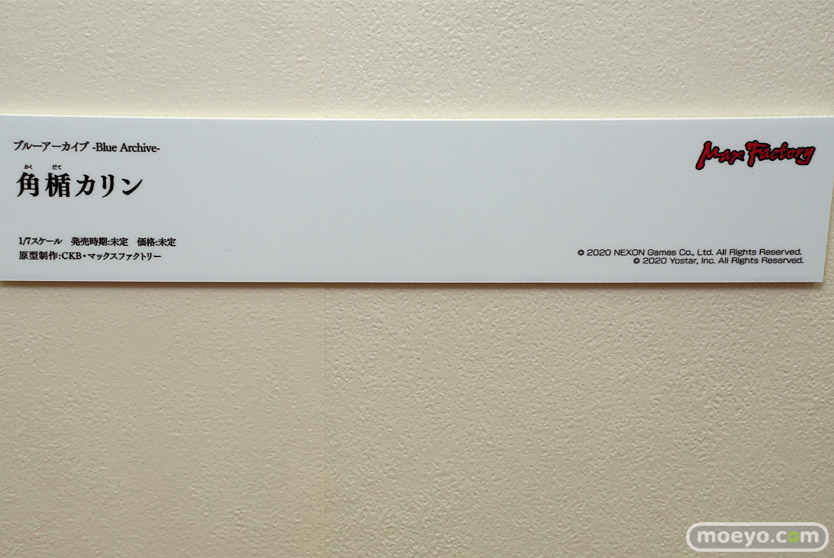 ブルーアーカイブ -Blue Archive-
かくだて
角楯カリン
1/7スケール 発売時期:未定 価格:未定
原型制作:CKB・マックスファクトリー
Max Factory
© 2020 NEXON Games Co., Ltd. All Rights Reserved.
© 2020 Yostar, Inc. All Rights Reserved.
moeyo.com